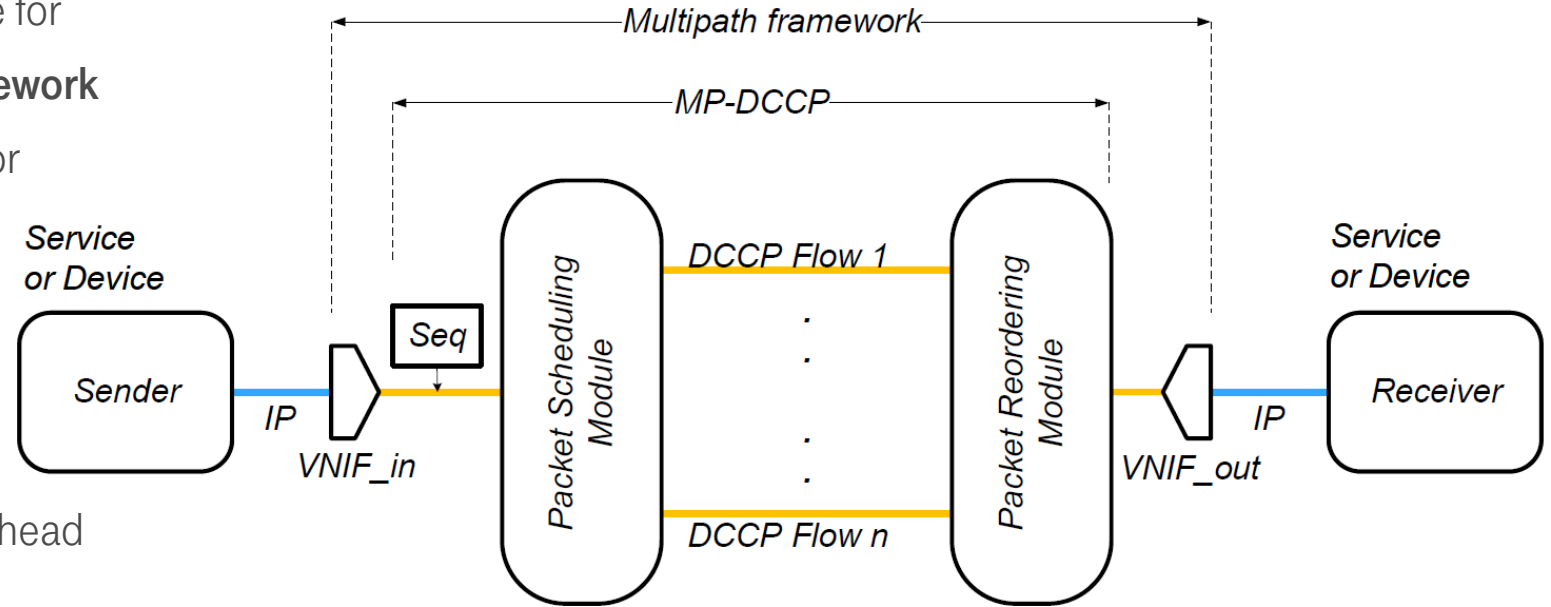 e for
ework
or
head
Multipath framework
MP-DCCP
Service
or Device
Sender
IP
VNIF_in
Seq
Packet Scheduling
Module
DCCP Flow 1
.
.
.
.
DCCP Flow n
Packet Reordering
Module
VNIF_out
IP
Service
or Device
Receiver